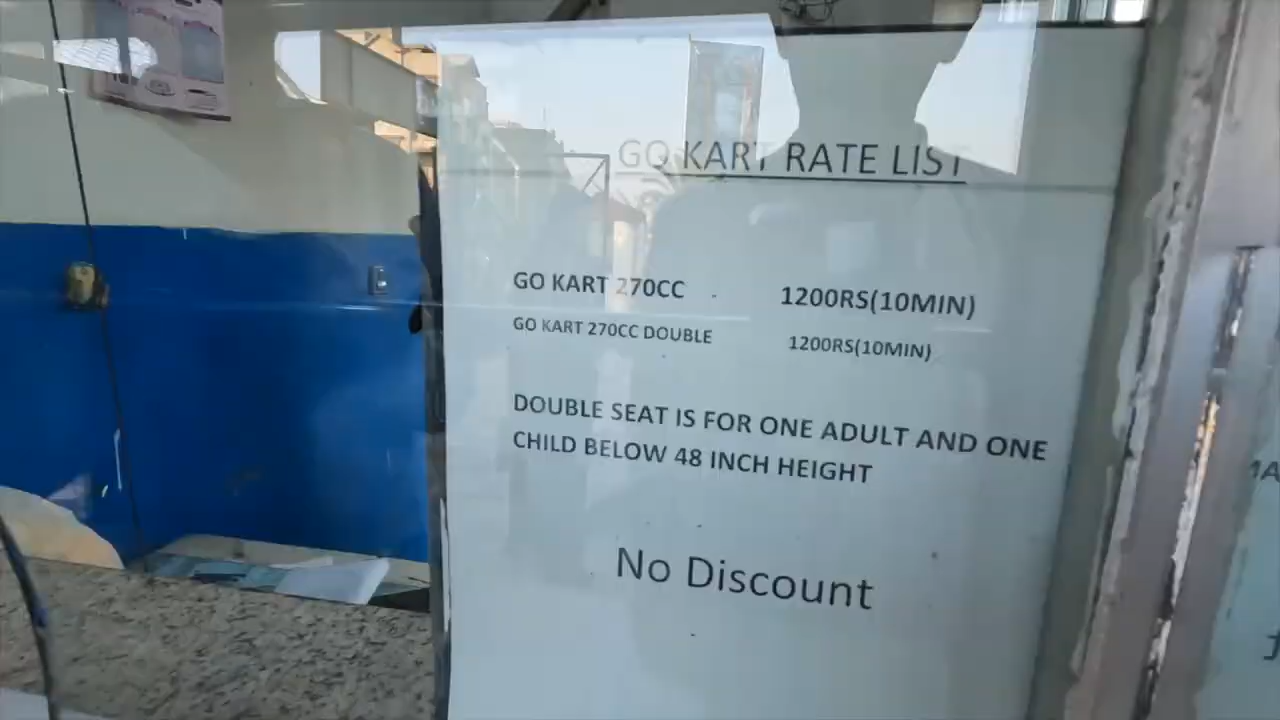 GO KART RATE LIST
GO KART 270CC 1200RS(10MIN)
GO KART 270CC DOUBLE 1200RS(10MIN)
DOUBLE SEAT IS FOR ONE ADULT AND ONE
CHILD BELOW 48 INCH HEIGHT
No Discount